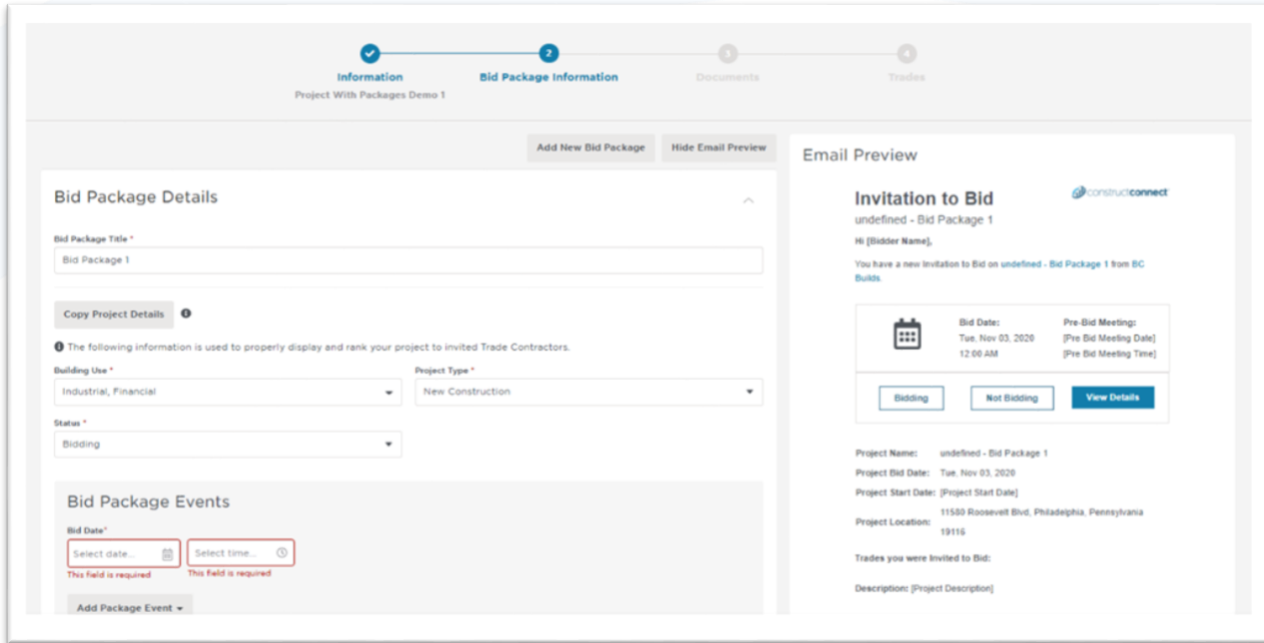 2
3
4
Information
Bid Package Information
Documents
Trades
Project With Packages Demo 1
Add New Bid Package
Hide Email Preview
Bid Package Details
Bid Package Title *
Bid Package 1
Copy Project Details
The following information is used to properly display and rank your project to invited Trade Contractors.
Building Use *
Project Type *
Industrial, Financial
New Construction
Status *
Bidding
Bid Package Events
Bid Date*
Select date...
Select time...
This field is required
This field is required
Add Package Event
Email Preview
constructconnect
Invitation to Bid
undefined - Bid Package 1
Hi [Bidder Name],
You have a new Invitation to Bid on undefined - Bid Package 1 from BC
Builds.
Bid Date:
Tue, Nov 03, 2020
12:00 AM
Pre-Bid Meeting:
[Pre Bid Meeting Date]
[Pre Bid Meeting Time]
Bidding
Not Bidding
View Details
Project Name: undefined - Bid Package 1
Project Bid Date: Tue, Nov 03, 2020
Project Start Date: [Project Start Date]
Project Location: 11580 Roosevelt Blvd, Philadelphia, Pennsylvania
19116
Trades you were Invited to Bid:
Description: [Project Description]